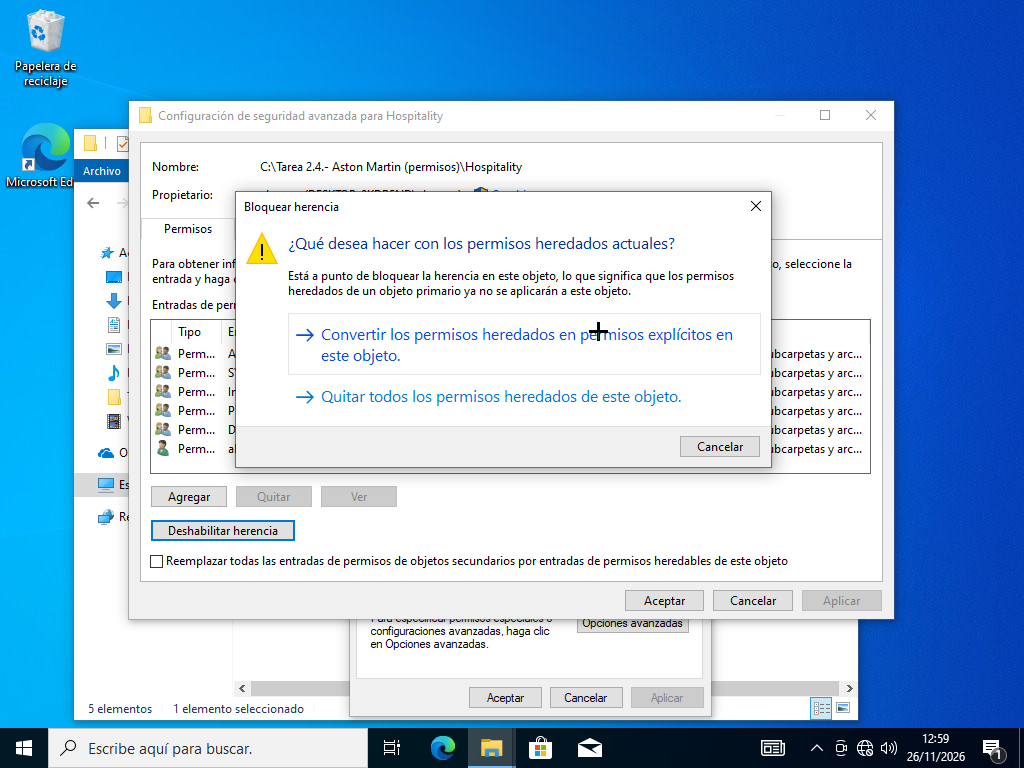 Papelera de
reciclaje
Microsoft Ed
Archivo
Configuración de seguridad avanzada para Hospitality
Nombre:
C:\Tarea 2.4.- Aston Martin (permisos)\Hospitality
Propietario:
Bloquear herencia
Permisos
¿Qué desea hacer con los permisos heredados actuales?
Para obtener inf
o, seleccione la
entrada y haga
Está a punto de bloquear la herencia en este objeto, lo que significa que los permisos
heredados de un objeto primario ya no se aplicarán a este objeto.
Entradas de per
Tipo
Convertir los permisos heredados en permisos explícitos en
este objeto.
Perm...
ubcarpetas y arc...
Perm...
ubcarpetas y arc...
Perm...
ubcarpetas y arc...
Perm...
ubcarpetas y arc...
Perm...
ubcarpetas y arc...
Perm...
ubcarpetas y arc...
Quitar todos los permisos heredados de este objeto.
Cancelar
Agregar
Quitar
Ver
Deshabilitar herencia
Reemplazar todas las entradas de permisos de objetos secundarios por entradas de permisos heredables de este objeto
Aceptar
Cancelar
Aplicar
configuraciones avanzadas, haga clic
en Opciones avanzadas.
Opciones avanzadas
Aceptar
Cancelar
Aplicar
5 elementos
1 elemento seleccionado
Escribe aquí para buscar.
12:59
26/11/2026
1